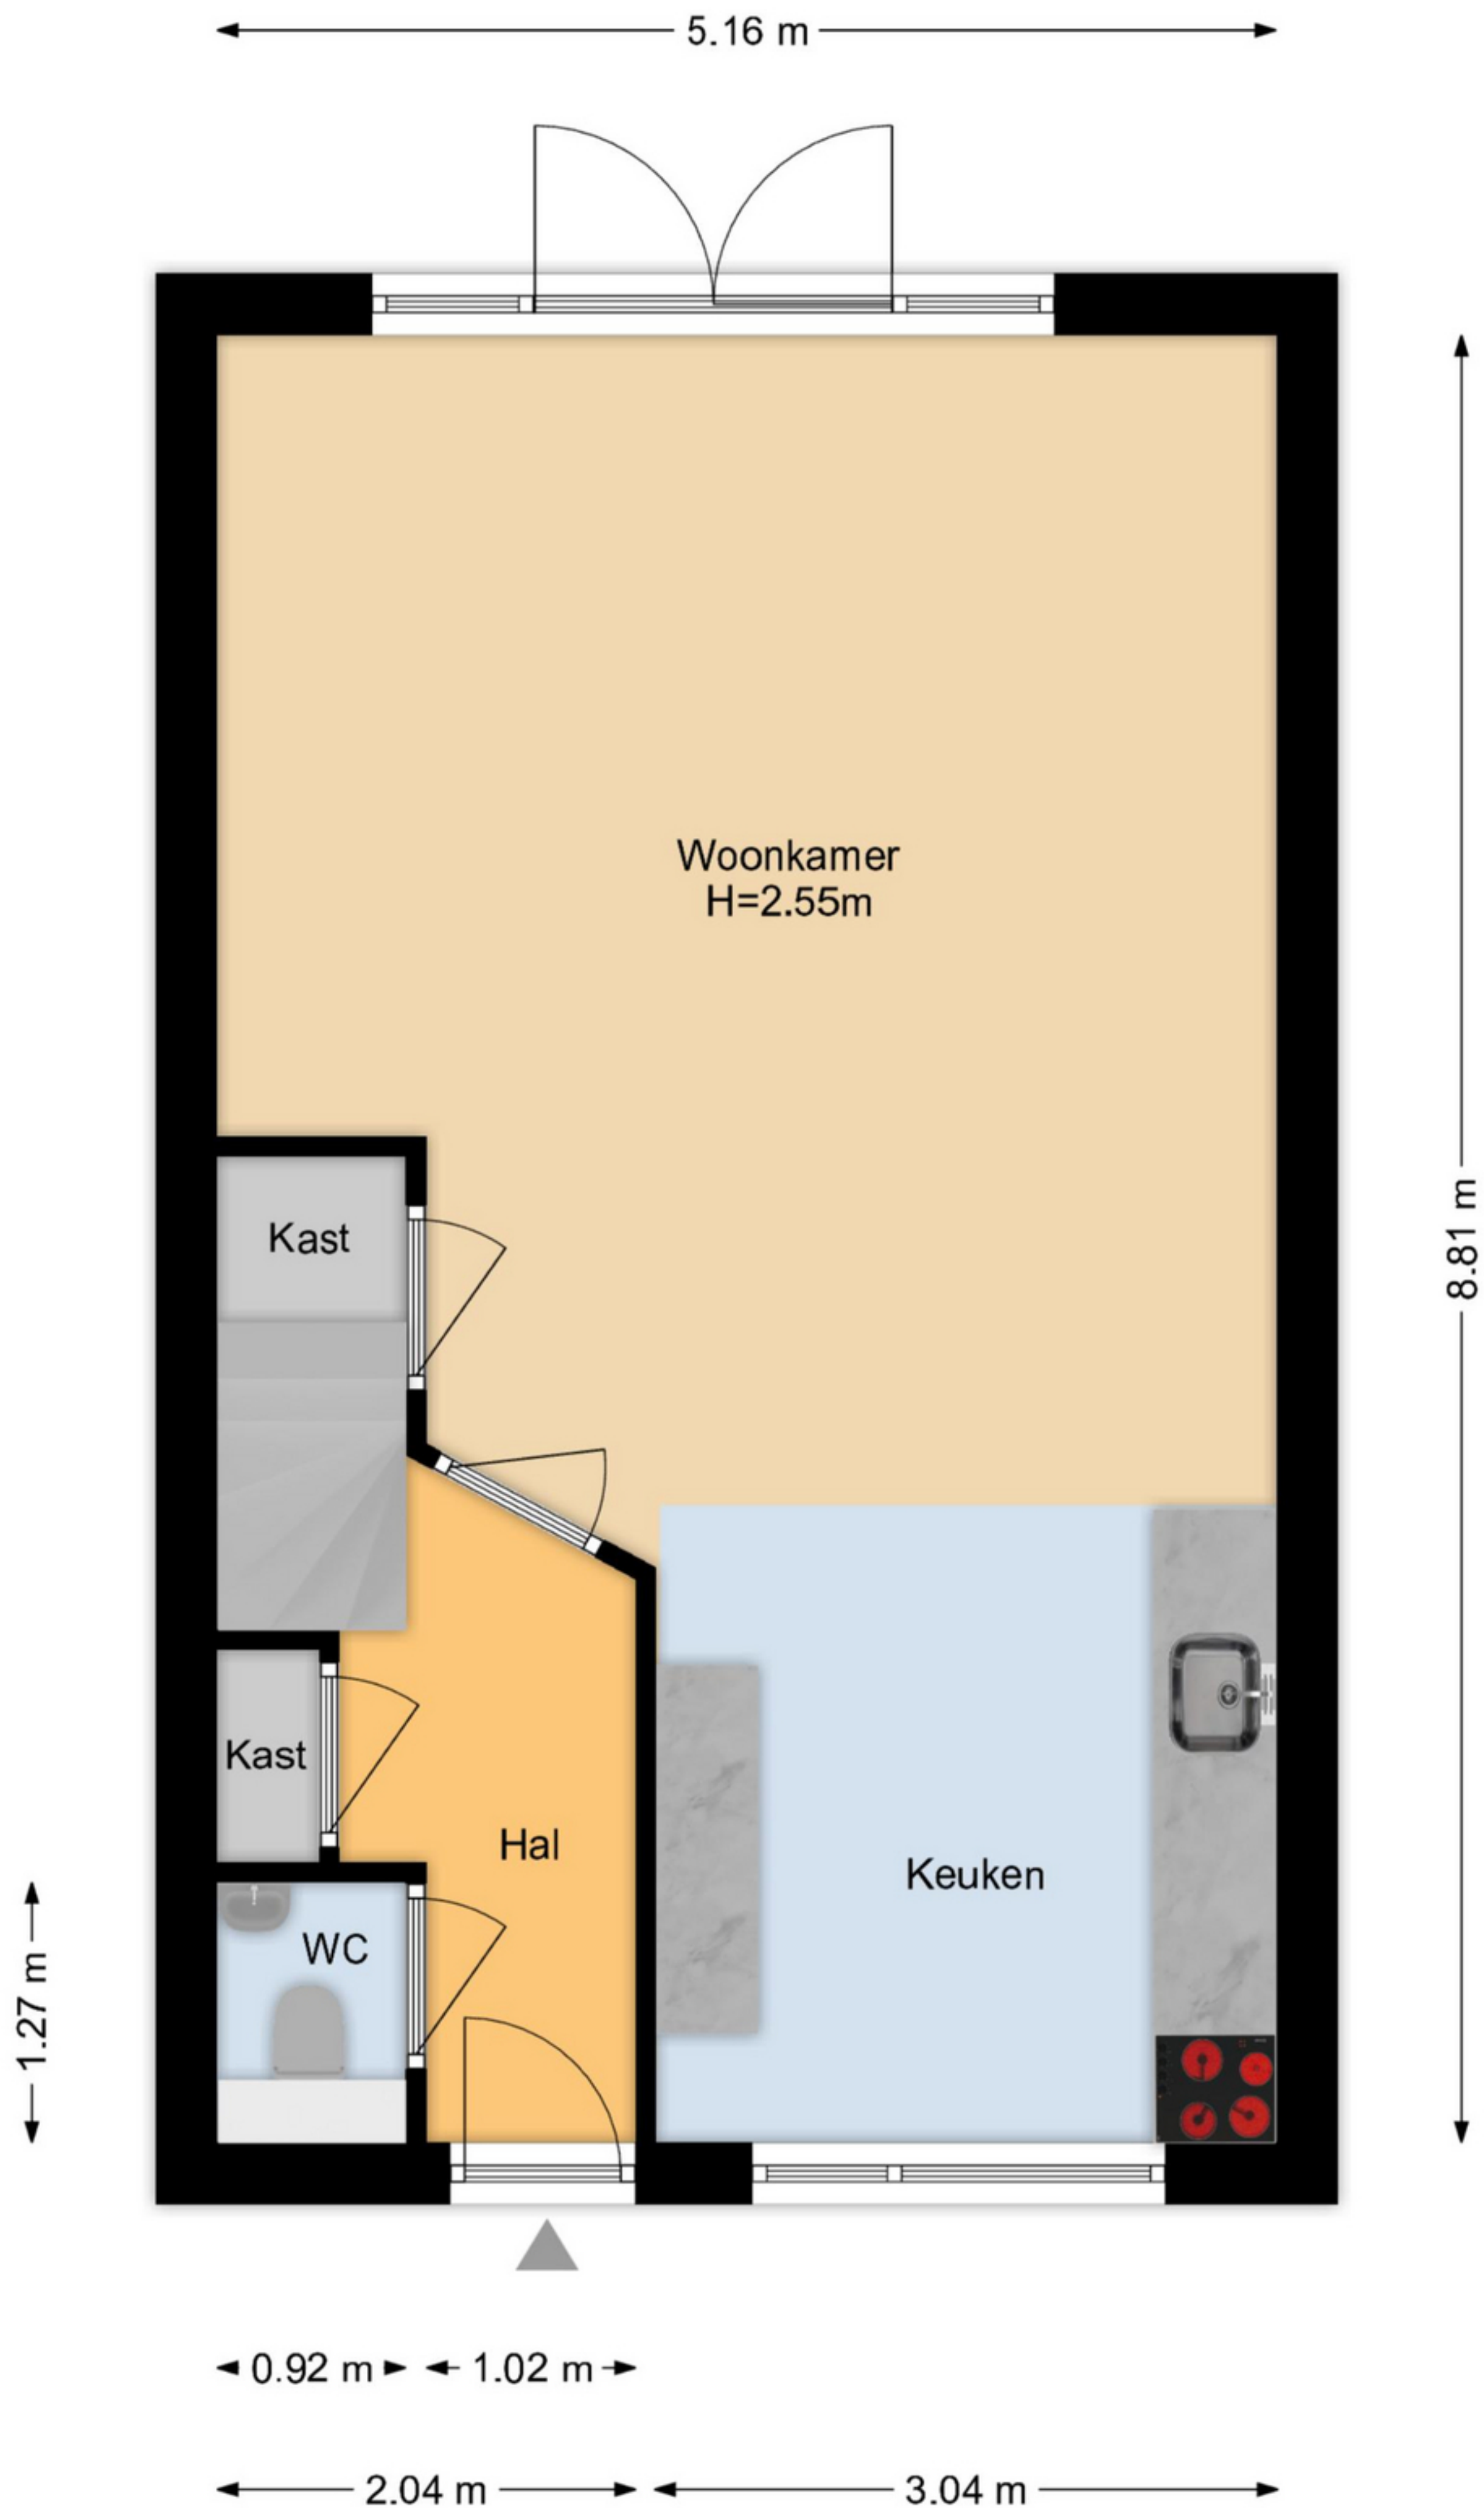 5.16 m
Woonkamer
H=2.55m
8.81 m
Kast
Kast
Hal
Keuken
WC
1.27 m
0.92 m
1.02 m
2.04 m
3.04 m